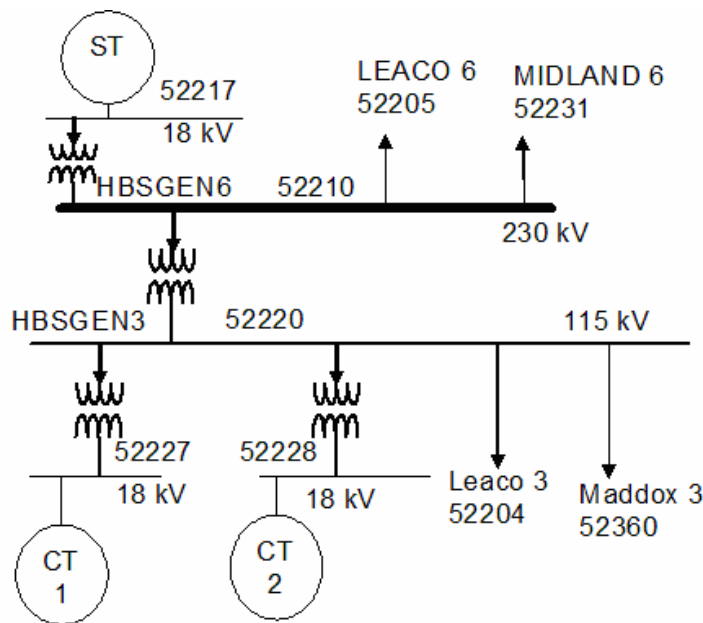 ST
52217
18 kV
LEACO 6
52205
MIDLAND 6
52231
HBSGEN6
52210
230 kV
HBSGEN3
52220
115 kV
52227
18 kV
52228
18 kV
Leaco 3
52204
Maddox 3
52360
CT
1
CT
2